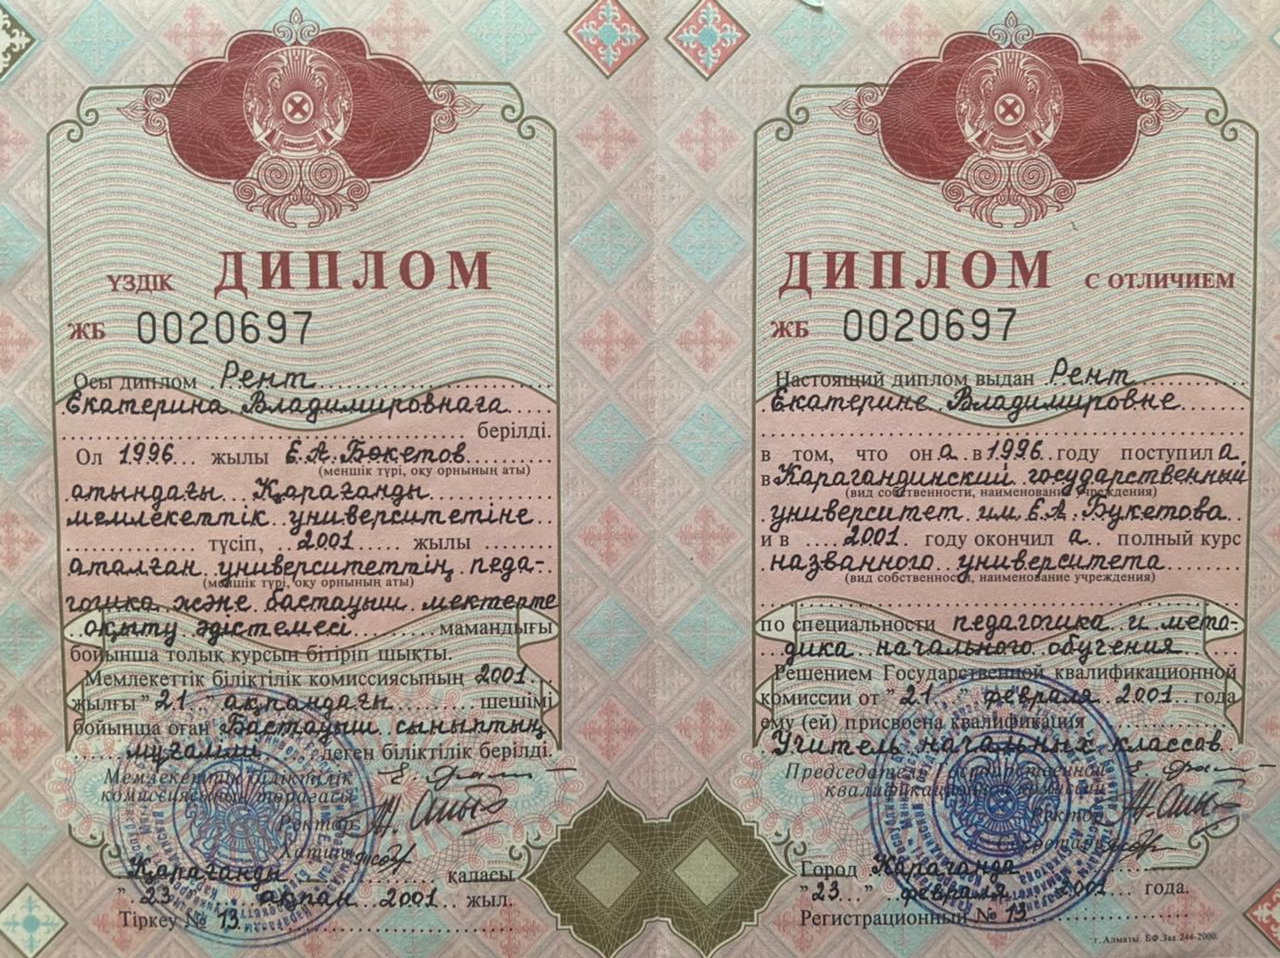 ҮЗДІК ДИПЛОМ
ЖБ 0020697
Осы диплом Рент
Екатерина Владимировнаға
берілді.
Ол 1996 жылы Е.А.Бөкетов
(меншік түрі, оқу орнының аты)
атындағы Қарағанды
мемлекеттік университетіне
түсіп, 2001 жылы
аталған университеттің педа-
(меншік түрі, оқу орнының аты)
гогика және бастауыш мектепте
оқыту әдістемесі мамандығы
бойынша толық курсын бітіріп шықты.
Мемлекеттік біліктілік комиссиясының 2001
жылғы "21 ақпандағы шешімі
бойынша оған Бастауыш сыныптың
мұғалімі деген біліктілік берілді.
Мемлекеттік біліктілік
комиссиясының төрағасы
Ректор
Хатшы
Қарағанды қаласы
"23 ақпан 2001 жыл.
Тіркеу № 13
ДИПЛОМ С ОТЛИЧИЕМ
ЖБ 0020697
Настоящий диплом выдан Рент
Екатерине Владимировне
в том, что она в 1996 году поступила
в Карагандинский государственный
(вид собственности, наименование учреждения)
университет им. Е.А.Букетова
и в 2001 году окончила полный курс
названного университета
(вид собственности, наименование учреждения)
по специальности педагогика и мето-
дика начального обучения
Решением Государственной квалификационной
комиссии от "21" февраля 2001 года
ему (ей) присвоена квалификация
Учитель начальных классов
Председатель Государственной
квалификационной комиссии
Ректор
Секретарь
Город Караганда
"23" февраля 2001 года.
Регистрационный № 13
г. Алматы. БФ.Зак.244-2000.